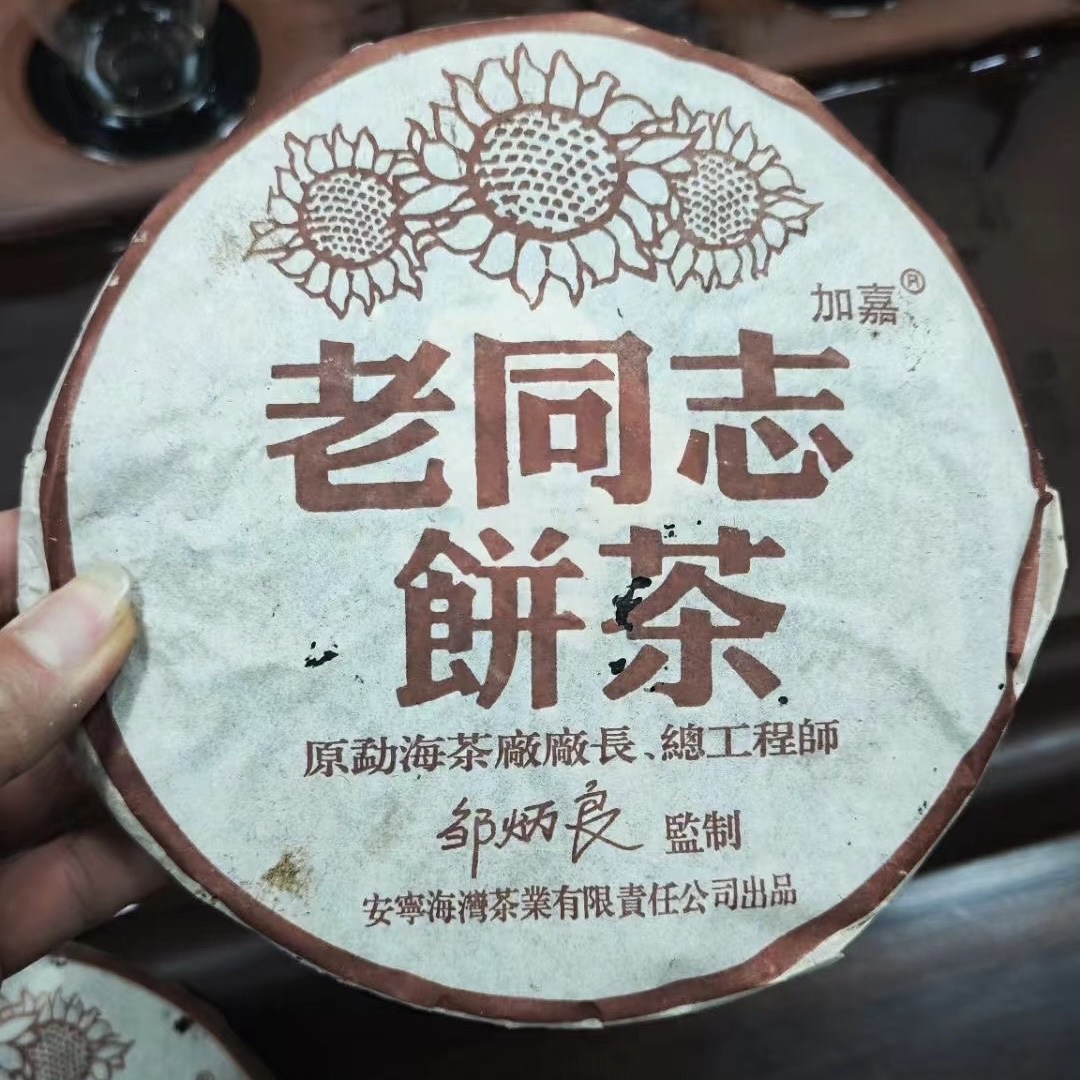 加嘉®
老同志
餅茶
原勐海茶廠廠長、總工程師
邹炳良 監制
安寧海灣茶業有限責任公司出品